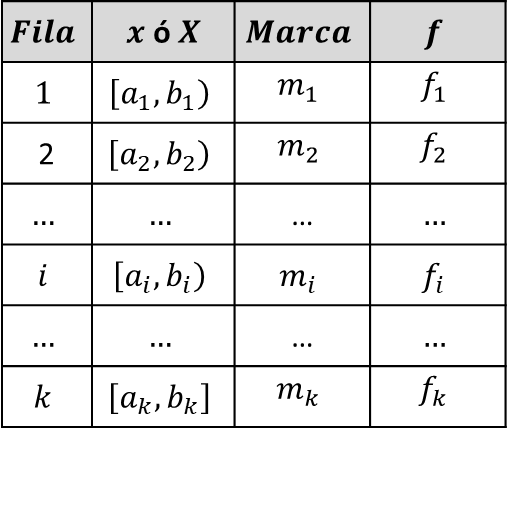 Fila x ó X Marca f
1 [a₁, b₁) m₁ f₁
2 [a₂, b₂) m₂ f₂
... ... ... ...
i [aᵢ, bᵢ) mᵢ fᵢ
... ... ... ...
k [aₖ, bₖ] mₖ fₖ